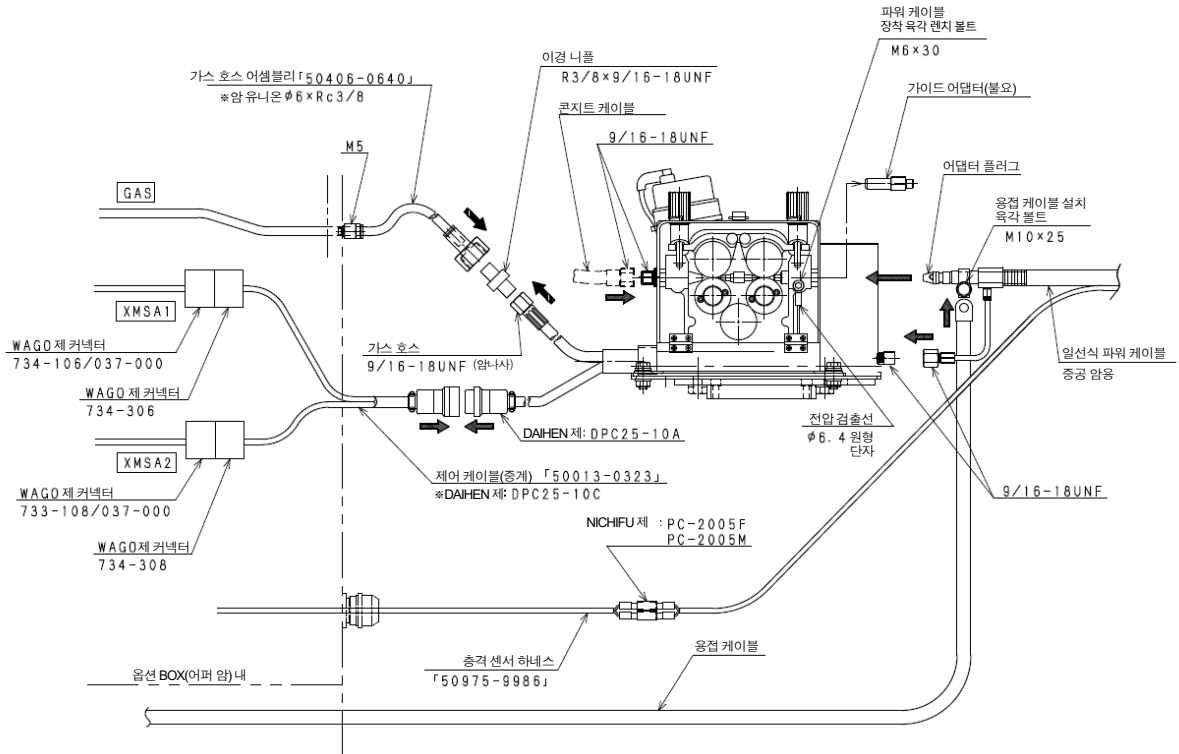 파워 케이블
장착 육각 렌치 볼트
M6×30
이경 니플
R3/8×9/16-18UNF
가스 호스 어셈블리「50406-0640」
※암 유니온 φ6×Rc3/8
콘지트 케이블
9/16-18UNF
가이드 어댑터(불요)
M5
GAS
어댑터 플러그
용접 케이블 설치
육각 볼트
M10×25
XMSA1
WAGO 제 커넥터
734-106/037-000
WAGO 제 커넥터
734-306
가스 호스
9/16-18UNF (암나사)
일선식 파워 케이블
중공 암용
전압 검출선
φ6.4 원형
단자
DAIHEN 제: DPC25-10A
XMSA2
제어 케이블(중계) 「50013-0323」
※DAIHEN 제: DPC25-10C
WAGO 제 커넥터
733-108/037-000
9/16-18UNF
NICHIFU 제 : PC-2005F
PC-2005M
WAGO제 커넥터
734-308
용접 케이블
충격 센서 하네스
「50975-9986」
옵션 BOX(어퍼 암) 내